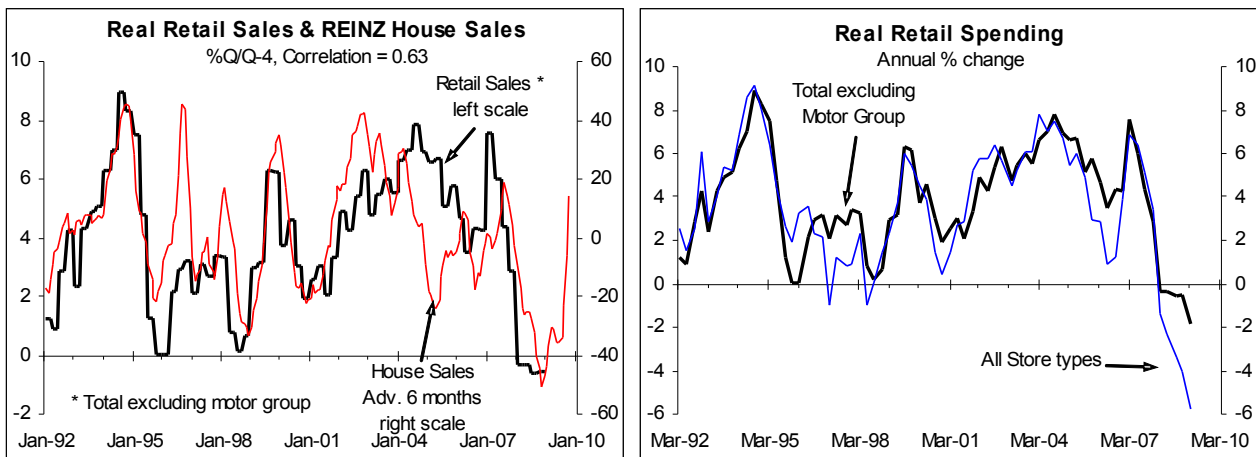 Real Retail Sales & REINZ House Sales
%Q/Q-4, Correlation = 0.63
10
8
6
4
2
0
-2
60
40
20
0
-20
-40
-60
Retail Sales *
left scale
House Sales
Adv. 6 months
right scale
* Total excluding motor group
Jan-92 Jan-95 Jan-98 Jan-01 Jan-04 Jan-07 Jan-10
Real Retail Spending
Annual % change
10
8
6
4
2
0
-2
-4
-6
10
8
6
4
2
0
-2
-4
-6
Total excluding
Motor Group
All Store types
Mar-92 Mar-95 Mar-98 Mar-01 Mar-04 Mar-07 Mar-10